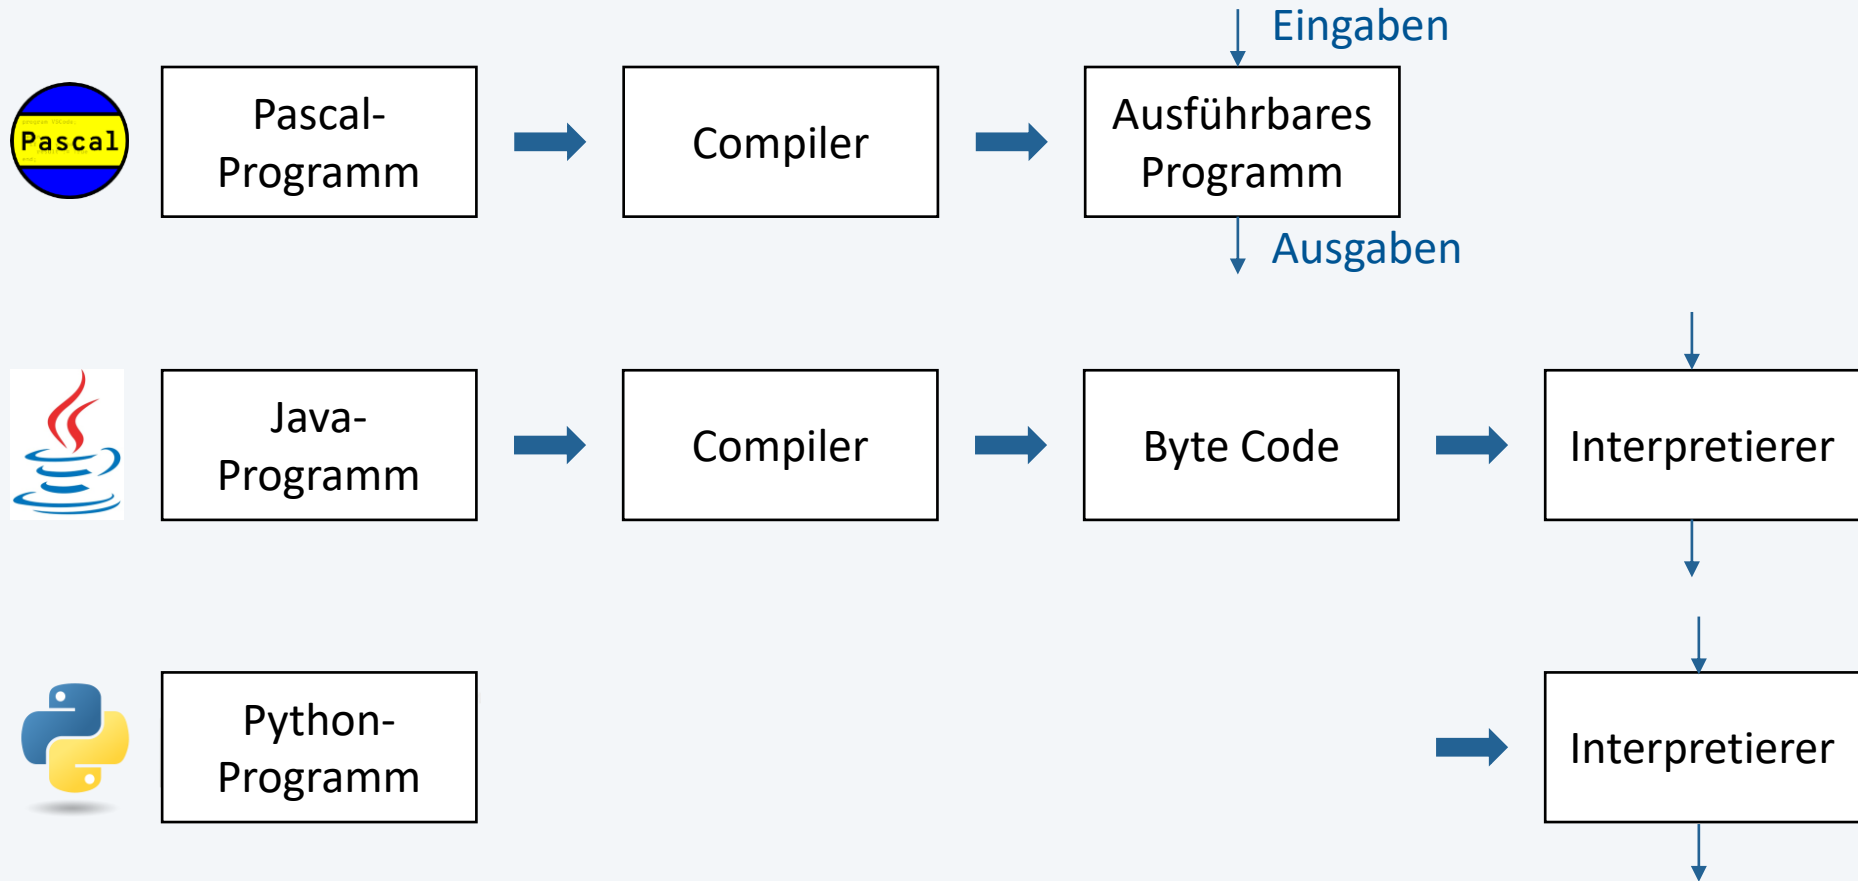 Eingaben
Pascal
Pascal-
Programm
Compiler
Ausführbares
Programm
Ausgaben
Java-
Programm
Compiler
Byte Code
Interpretierer
Python-
Programm
Interpretierer